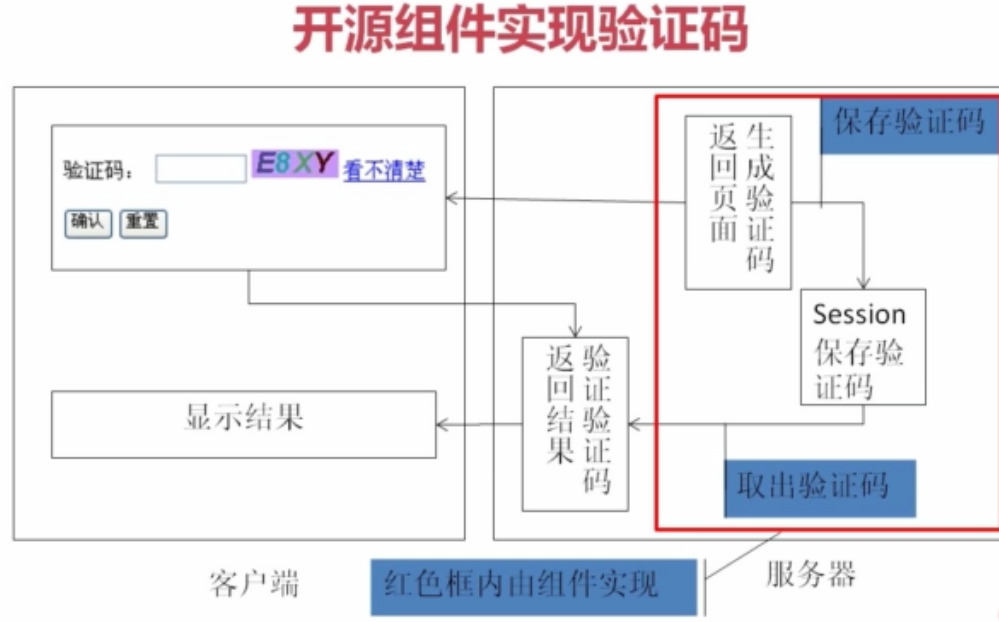 开源组件实现验证码
验证码：
E8XY
看不清楚
确认
重置
生成验证码
返回页面
保存验证码
Session
保存验
证码
验证验证码
返回结果
显示结果
取出验证码
客户端
红色框内由组件实现
服务器